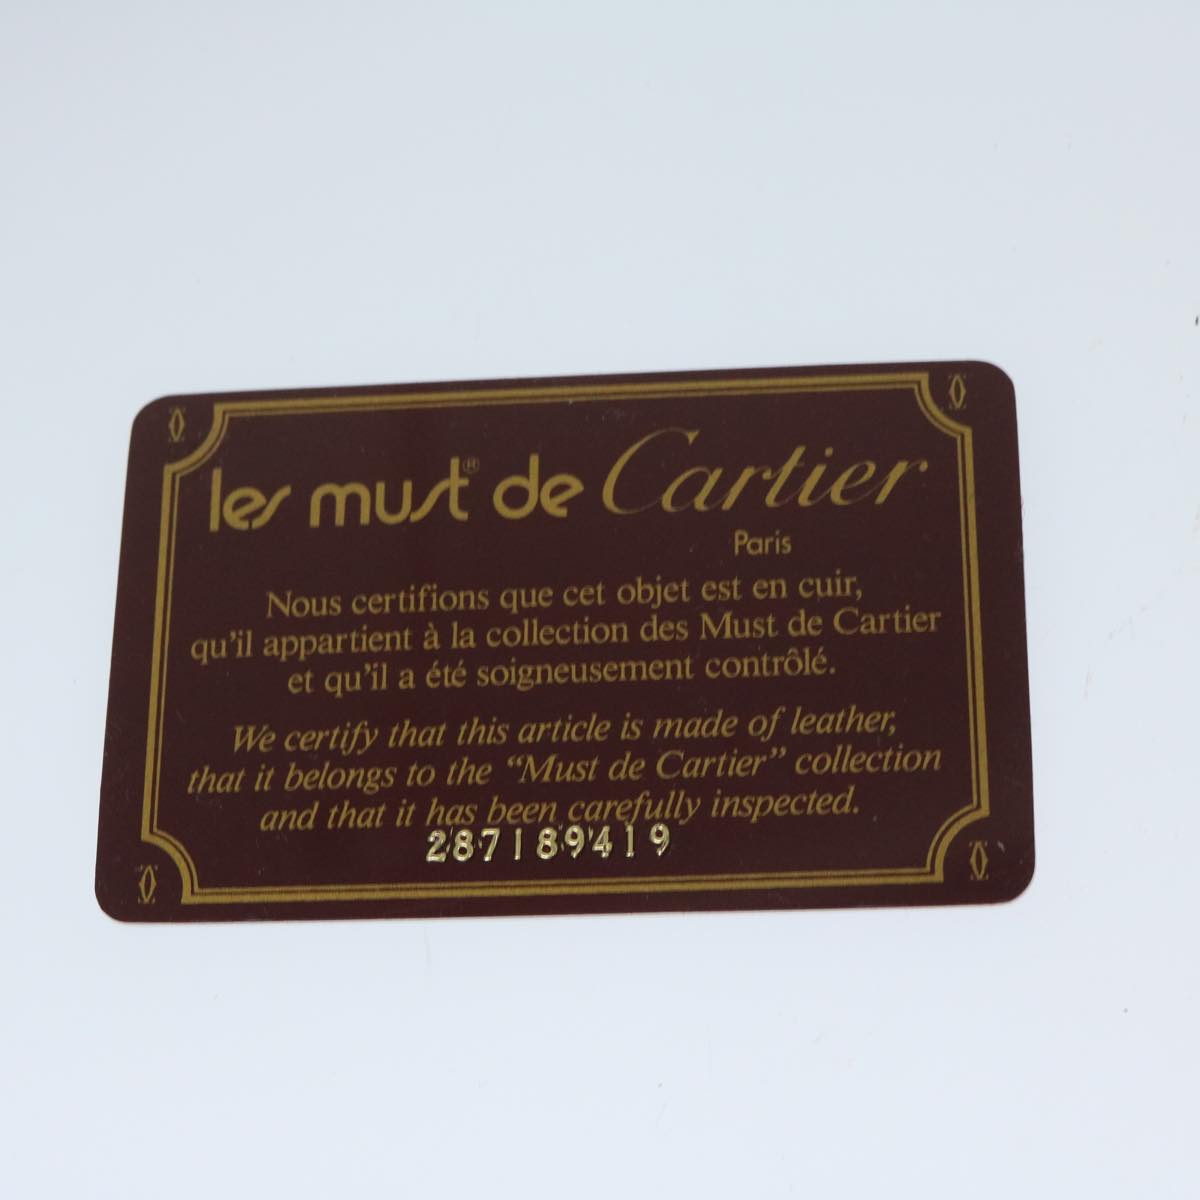 les must® de Cartier
Paris
Nous certifions que cet objet est en cuir,
qu'il appartient à la collection des Must de Cartier
et qu'il a été soigneusement contrôlé.
We certify that this article is made of leather,
that it belongs to the “Must de Cartier” collection
and that it has been carefully inspected.
287189419